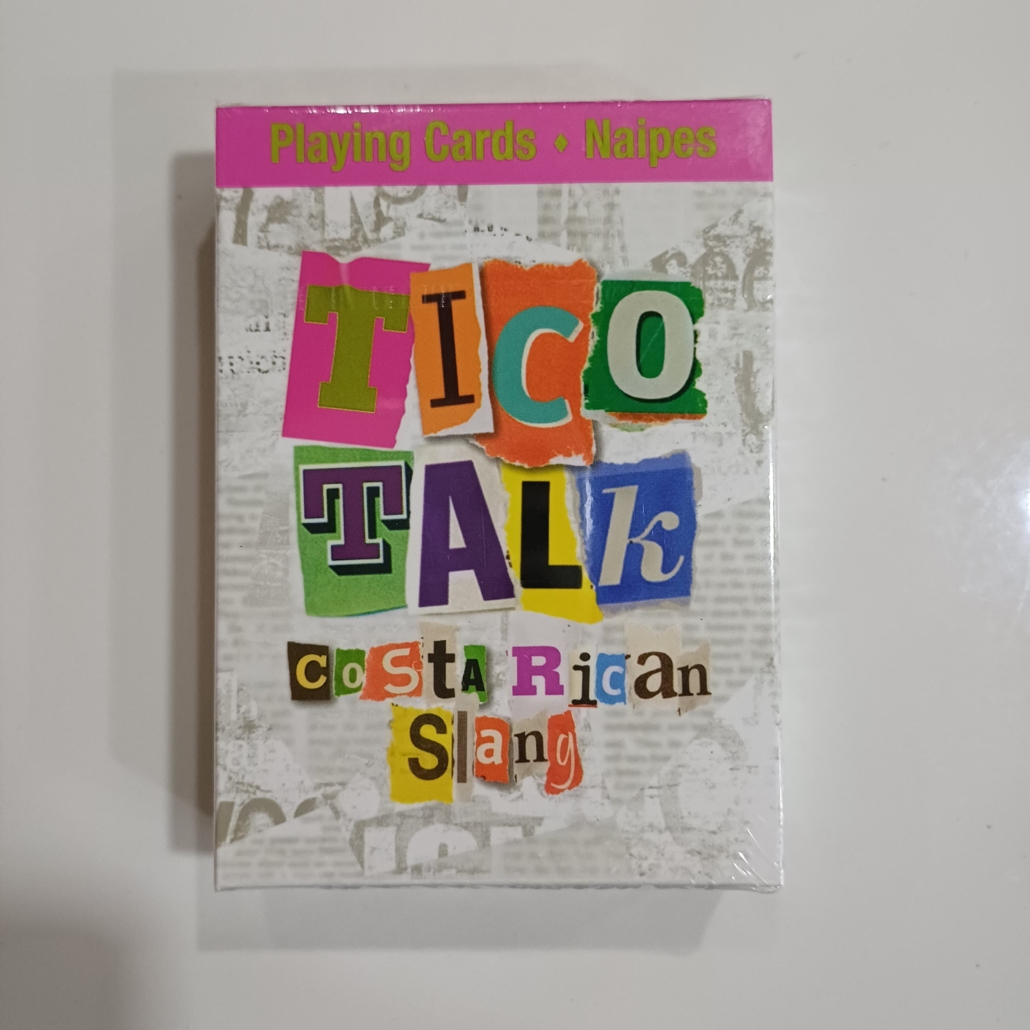 Playing Cards ♦ Naipes
TICO
TALk
CoSTA RicAn
Slang